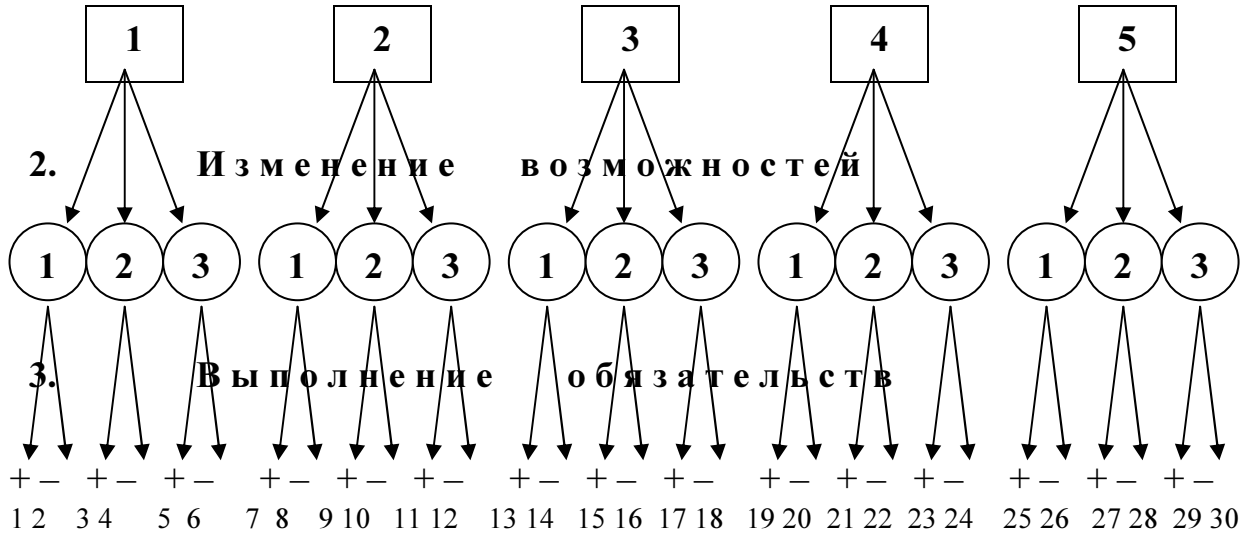 1 2 3 4 5
2. Изменение возможностей
1 2 3 1 2 3 1 2 3 1 2 3 1 2 3
3. Выполнение обязательств
+ – + – + – + – + – + – + – + – + – + – + – + – + – + – + –
1 2 3 4 5 6 7 8 9 10 11 12 13 14 15 16 17 18 19 20 21 22 23 24 25 26 27 28 29 30